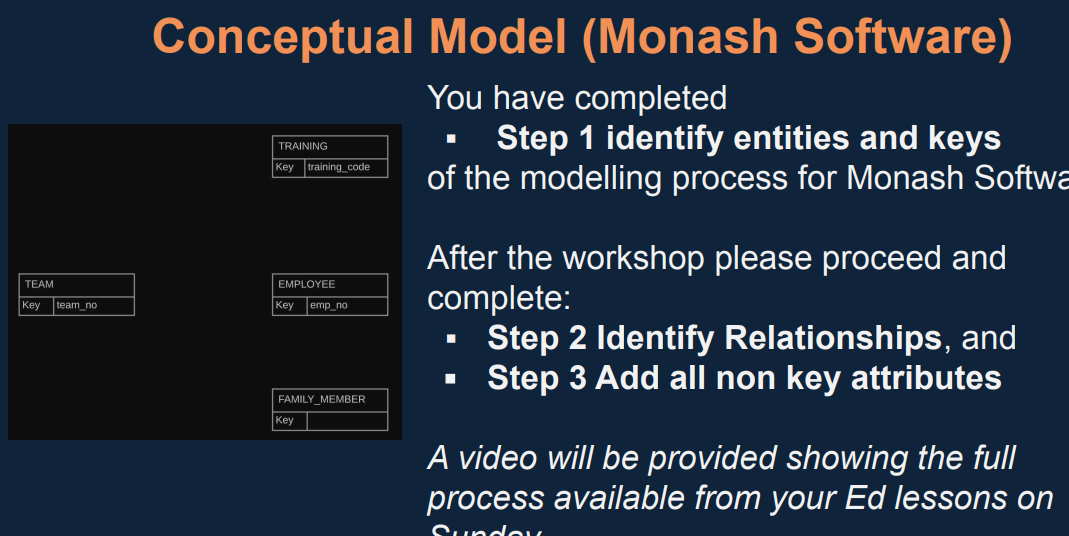 Conceptual Model (Monash Software)
You have completed
▪ Step 1 identify entities and keys
of the modelling process for Monash
After the workshop please proceed and
complete:
▪ Step 2 Identify Relationships, and
▪ Step 3 Add all non key attributes
A video will be provided showing the full
process available from your Ed lessons on
Sunday
TRAINING
Key training_code
TEAM
Key team_no
EMPLOYEE
Key emp_no
FAMILY_MEMBER
Key